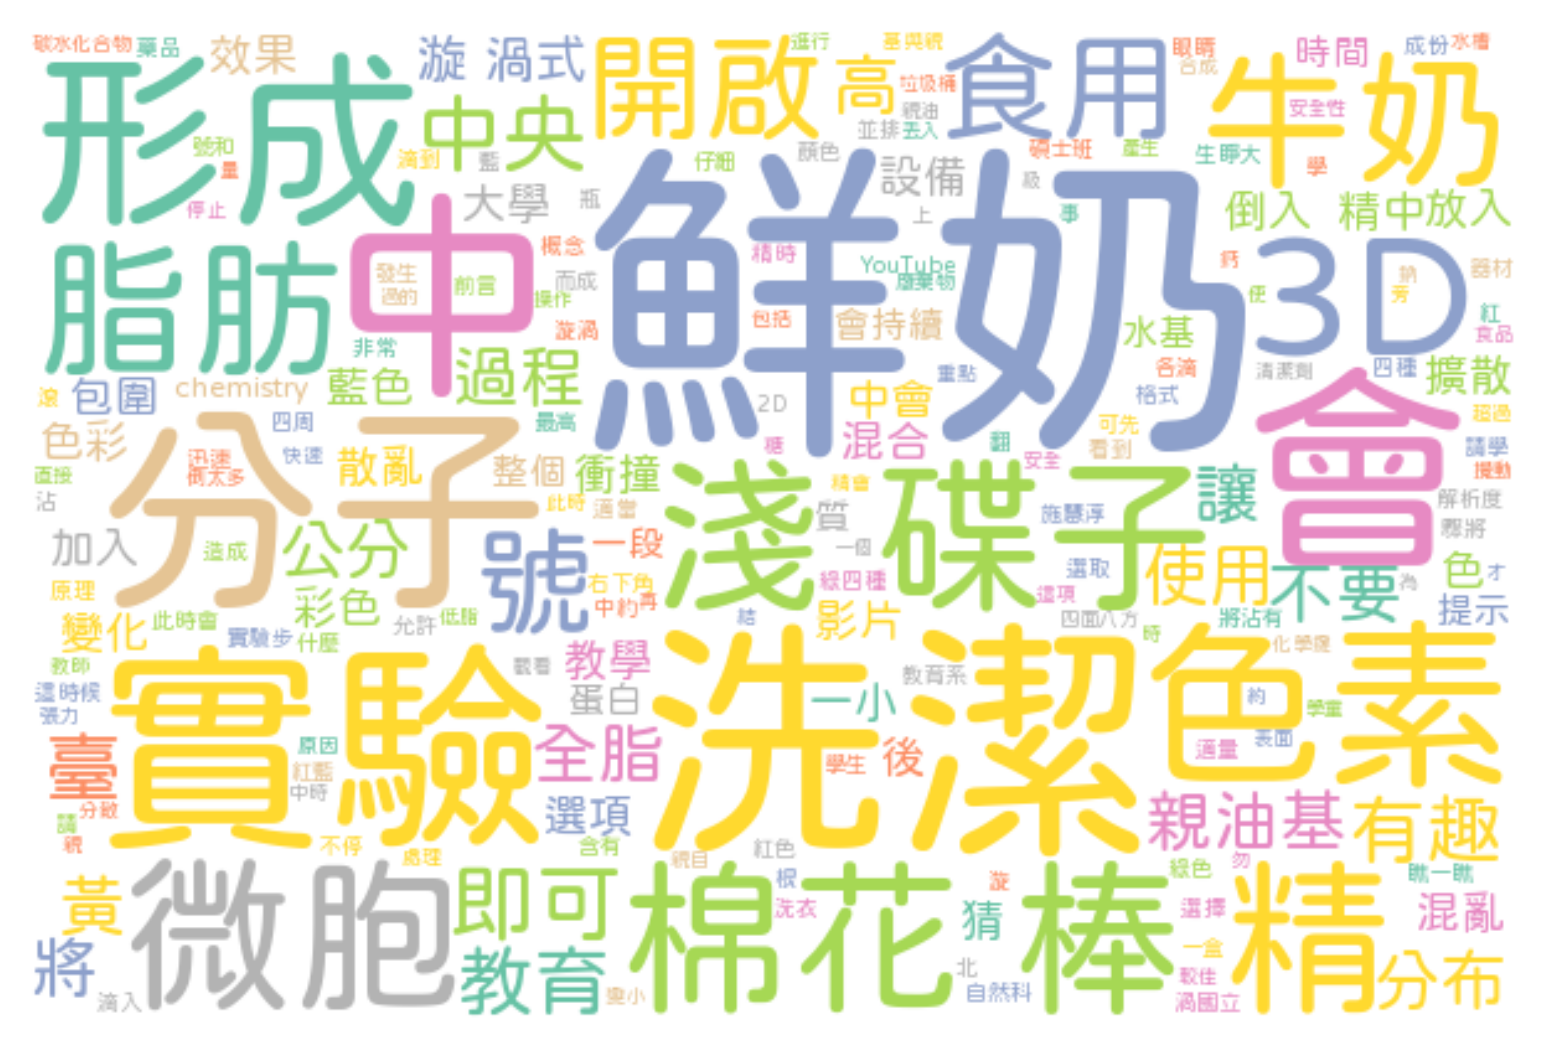 碳水化合物 藥品 效果 漩渦式 開啟 進行 基與親 食用 眼睛 時間 成份 水槽
形成 高 垃圾桶 合成 牛奶 安全性
中央 親油 並排 丟入
號和 量 滴到 藍 仔細 顏色 碩士班 產生 生睜大 學
停止 大學 瓶 設備 級 上 事 倒入 精中放入
脂肪 中 概念 鮮奶 精時 YouTube 廢棄物 鈣 3D 器材
發生 過的 前言 而成 操作 便 鈉 旁
漩渦 包括 會持續 水基 紅 食品
非常 過程 重點 各滴 清潔劑 四種 擴散
滾 包圍 chemistry 藍色 2D 中會 格式 會 超過
色彩 分子 四周 最高 糖 混合 翻 可先 看到 請學
直接 迅速 倒太多 快速 散亂 整個 衝撞 淺碟子 安全 讓 攪動
沾 此時 適當 精會 質 施慧淳 解析度
加入 造成 公分 號 一段 一個 選取 使用 不要 為 色 才
原理 彩色 右下角 中約 再 綠四種 這項 提示
變化 此時會 實驗步 什麼 允許 低脂 結 影片 四面八方 時 將沾有
教師 實驗 觀看 教學 洗潔 教育系 色素 化學
這時候 張力 蛋白 一小 約 學童
臺 原因 紅藍 中時 全脂 學生 後 適量 表面
分散 請 親 選項 親油基 有趣
不停 處理 含有 親目 紅色 綠色 勿
黃 微胞 即可 棉花棒 根 洗衣 漩 猜 選擇 精 瞧一瞧 混亂
將 滴入 教育 變小 北 自然科 一盒 較佳 渦國立 分布